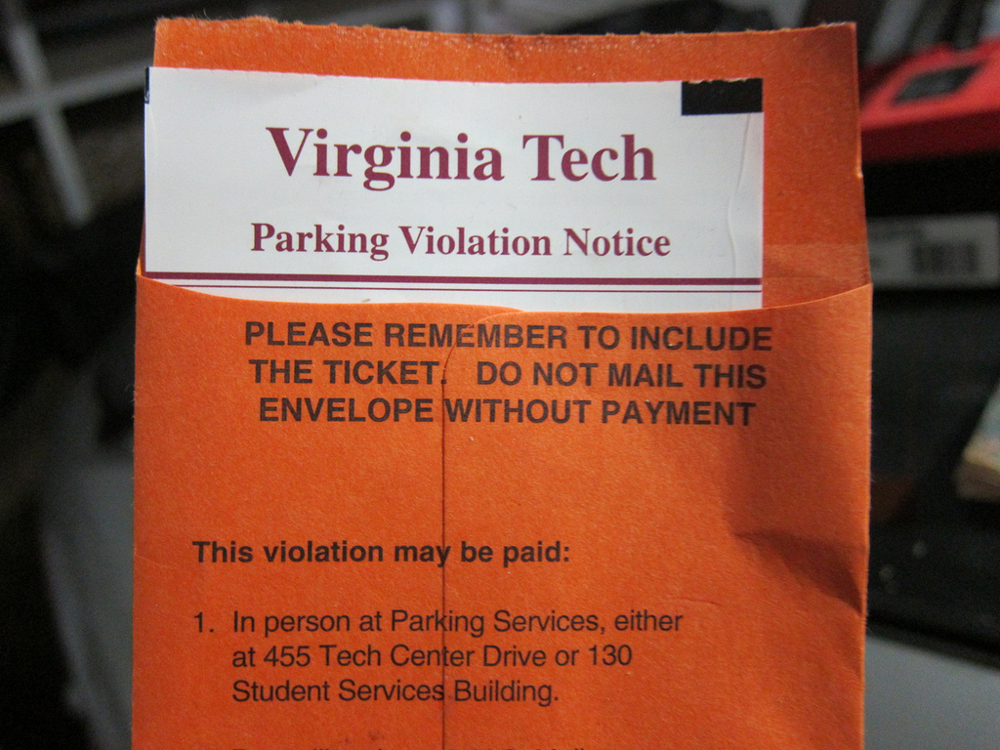 Virginia Tech
Parking Violation Notice
PLEASE REMEMBER TO INCLUDE
THE TICKET. DO NOT MAIL THIS
ENVELOPE WITHOUT PAYMENT
This violation may be paid:
1. In person at Parking Services, either
at 455 Tech Center Drive or 130
Student Services Building.